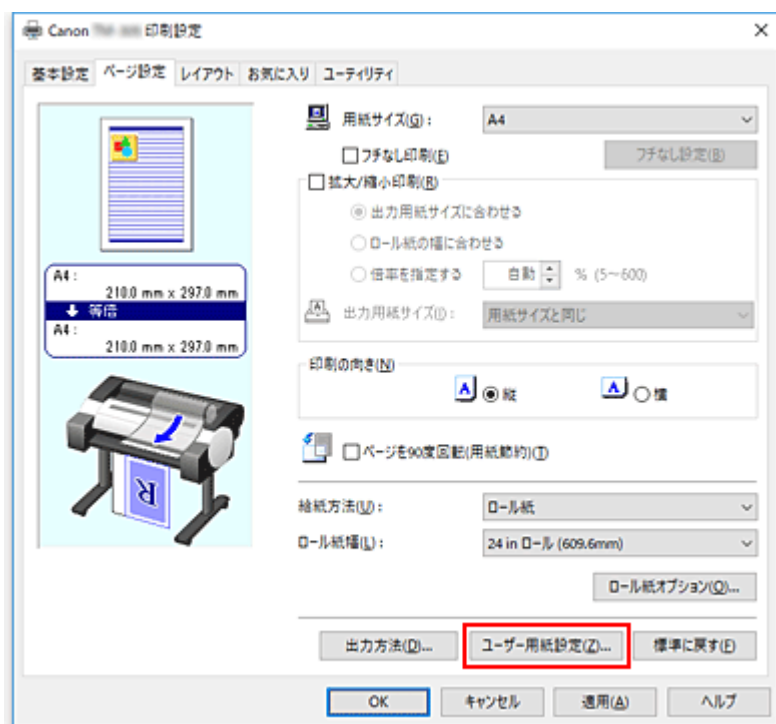 Canon 印刷設定
基本設定 ページ設定 レイアウト お気に入り ユーティリティ
用紙サイズ(G)： A4
フチなし印刷(E) フチなし設定(B)
拡大/縮小印刷(R)
出力用紙サイズに合わせる
ロール紙の幅に合わせる
倍率を指定する 自動 % (5～600)
出力用紙サイズ(I)： 用紙サイズと同じ
A4：
210.0 mm x 297.0 mm
等倍
A4：
210.0 mm x 297.0 mm
印刷の向き(N)
A 縦 A 横
ページを90度回転(用紙節約)(T)
R
給紙方法(U)： ロール紙
ロール紙幅(L)： 24 in ロール (609.6mm)
ロール紙オプション(O)...
出力方法(D)... ユーザー用紙設定(Z)... 標準に戻す(F)
OK キャンセル 適用(A) ヘルプ